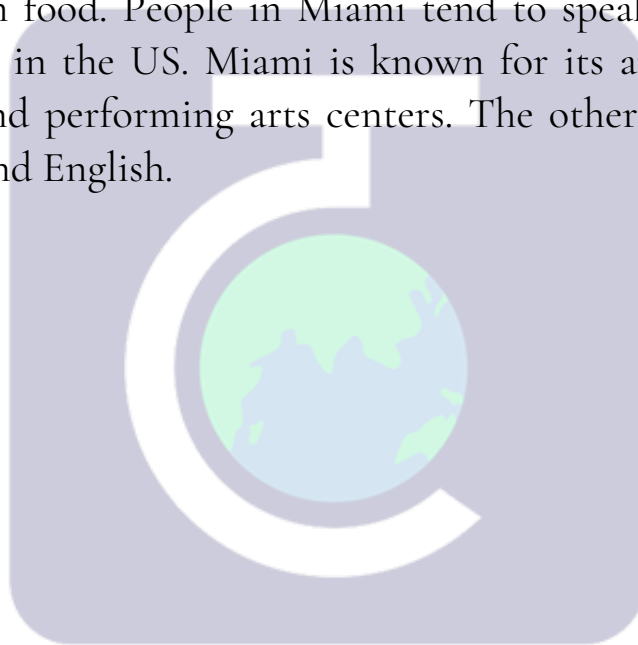 food. People in Miami tend to speak
in the US. Miami is known for its
performing arts centers. The other
English.